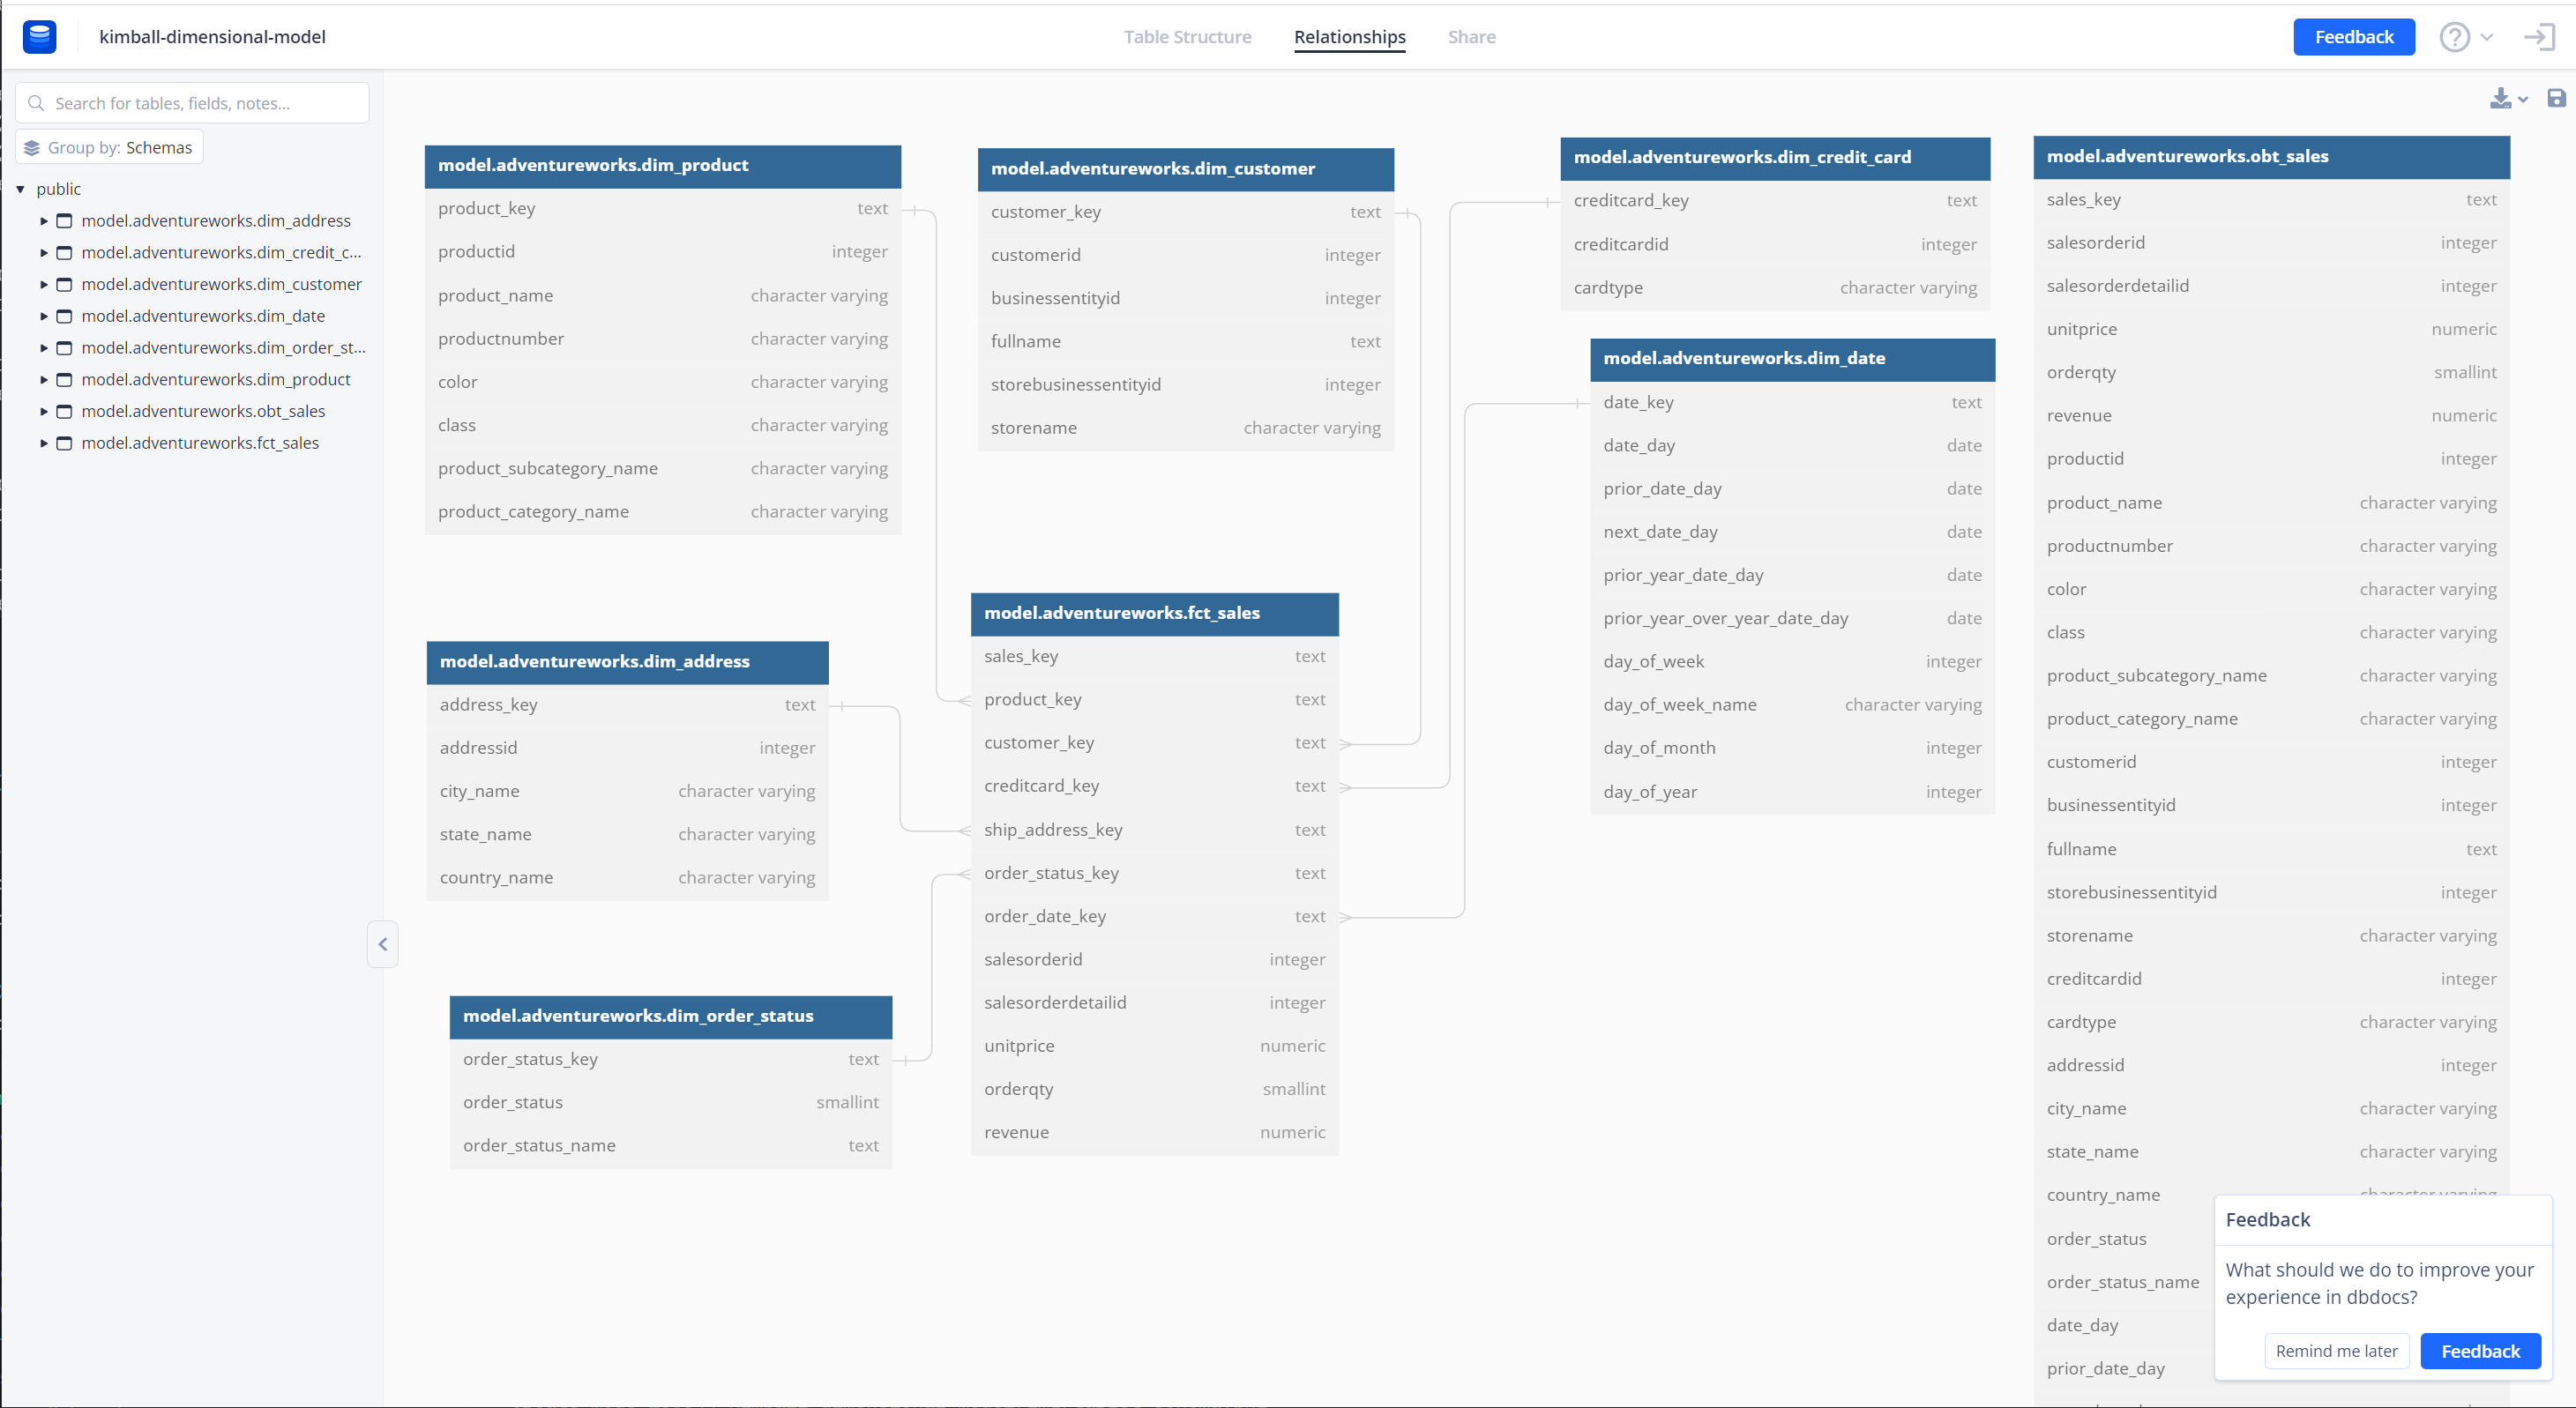 kimball-dimensional-model
Table Structure
Relationships
Share
Feedback
Search for tables, fields, notes...
Group by: Schemas
public
model.adventureworks.dim_address
model.adventureworks.dim_credit_c...
model.adventureworks.dim_customer
model.adventureworks.dim_date
model.adventureworks.dim_order_st...
model.adventureworks.dim_product
model.adventureworks.obt_sales
model.adventureworks.fct_sales
model.adventureworks.dim_product
product_key text
productid integer
product_name character varying
productnumber character varying
color character varying
class character varying
product_subcategory_name character varying
product_category_name character varying
model.adventureworks.dim_customer
customer_key text
customerid integer
businessentityid integer
fullname text
storebusinessentityid integer
storename character varying
model.adventureworks.dim_credit_card
creditcard_key text
creditcardid integer
cardtype character varying
model.adventureworks.dim_date
date_key text
date_day date
prior_date_day date
next_date_day date
prior_year_date_day date
prior_year_over_year_date_day date
day_of_week integer
day_of_week_name character varying
day_of_month integer
day_of_year integer
model.adventureworks.dim_address
address_key text
addressid integer
city_name character varying
state_name character varying
country_name character varying
model.adventureworks.fct_sales
sales_key text
product_key text
customer_key text
creditcard_key text
ship_address_key text
order_status_key text
order_date_key text
salesorderid integer
salesorderdetailid integer
unitprice numeric
orderqty smallint
revenue numeric
model.adventureworks.dim_order_status
order_status_key text
order_status smallint
order_status_name text
model.adventureworks.obt_sales
sales_key text
salesorderid integer
salesorderdetailid integer
unitprice numeric
orderqty smallint
revenue numeric
productid integer
product_name character varying
productnumber character varying
color character varying
class character varying
product_subcategory_name character varying
product_category_name character varying
customerid integer
businessentityid integer
fullname text
storebusinessentityid integer
storename character varying
creditcardid integer
cardtype character varying
addressid integer
city_name character varying
state_name character varying
country_name character varying
order_status
order_status_name
date_day
prior_date_day
Feedback
What should we do to improve your
experience in dbdocs?
Remind me later
Feedback